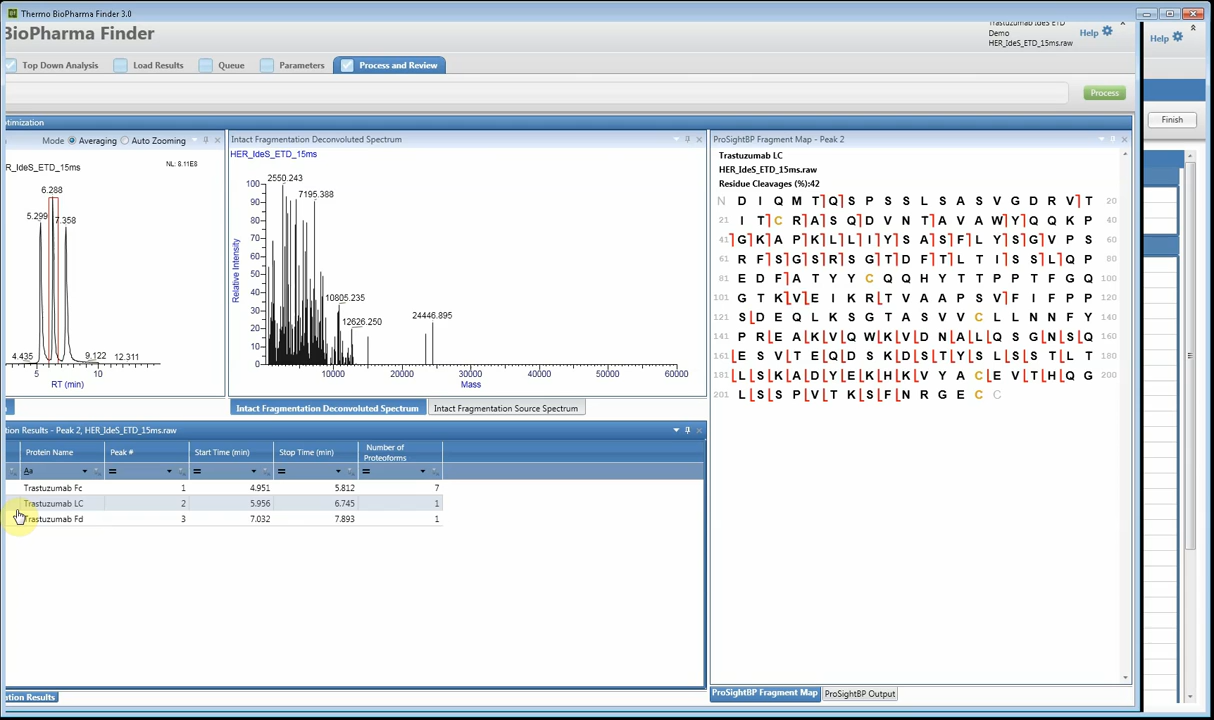 Thermo BioPharma Finder 3.0
BioPharma Finder
Trastuzumab IdeS ETD
Demo
HER_IdeS_ETD_15ms.raw
Help
Help
Top Down Analysis
Load Results
Queue
Parameters
Process and Review
Process
Finish
Mode
Averaging
Auto Zooming
Intact Fragmentation Deconvoluted Spectrum
ProSightBP Fragment Map - Peak 2
R_IdeS_ETD_15ms
NL: 8.11E8
6.288
5.299
7.358
4.435
9.122
12.311
5
10
RT (min)
HER_IdeS_ETD_15ms
2550.243
7195.388
10805.235
12626.250
24446.895
100
90
80
70
60
50
40
30
20
10
0
Relative Intensity
10000
20000
30000
40000
50000
60000
Mass
Intact Fragmentation Deconvoluted Spectrum
Intact Fragmentation Source Spectrum
Trastuzumab LC
HER_IdeS_ETD_15ms.raw
Residue Cleavages (%):42
N D I Q M T Q S P S S L S A S V G D R V T 20
21 I T C R A S Q D V N T A V A W Y Q Q K P 40
41 G K A P K L L I Y S A S F L Y S G V P S 60
61 R F S G S R S G T D F T L T I S S L Q P 80
81 E D F A T Y Y C Q Q H Y T T P P T F G Q 100
101 G T K V E I K R T V A A P S V F I F P P 120
121 S D E Q L K S G T A S V V C L L N N F Y 140
141 P R E A K V Q W K V D N A L Q S G N S Q 160
161 E S V T E Q D S K D S T Y S L S S T L T 180
181 L S K A D Y E K H K V Y A C E V T H Q G 200
201 L S S P V T K S F N R G E C C
tion Results - Peak 2, HER_IdeS_ETD_15ms.raw
Protein Name Peak # Start Time (min) Stop Time (min) Number of Proteoforms
Aa = = = =
Trastuzumab Fc 1 4.951 5.812 7
Trastuzumab LC 2 5.956 6.745 1
Trastuzumab Fd 3 7.032 7.893 1
tion Results
ProSightBP Fragment Map
ProSightBP Output